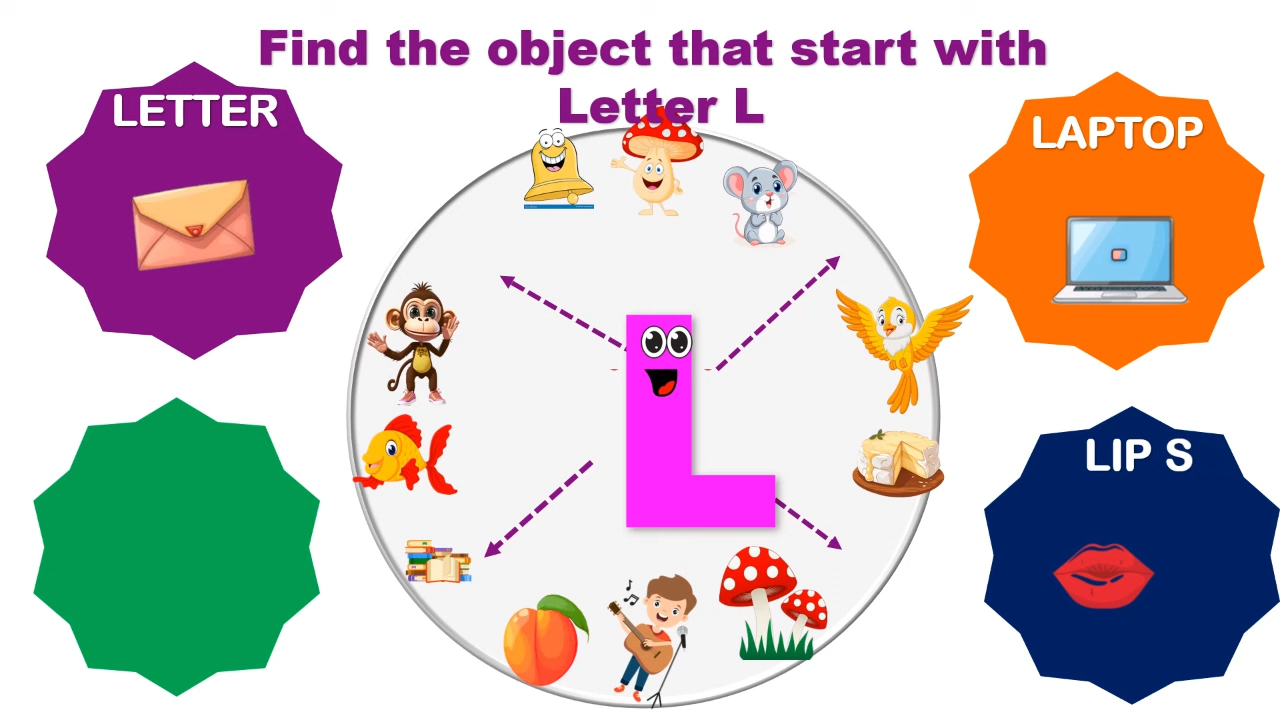 Find the object that start with
Letter L
LETTER
LAPTOP
LIP S